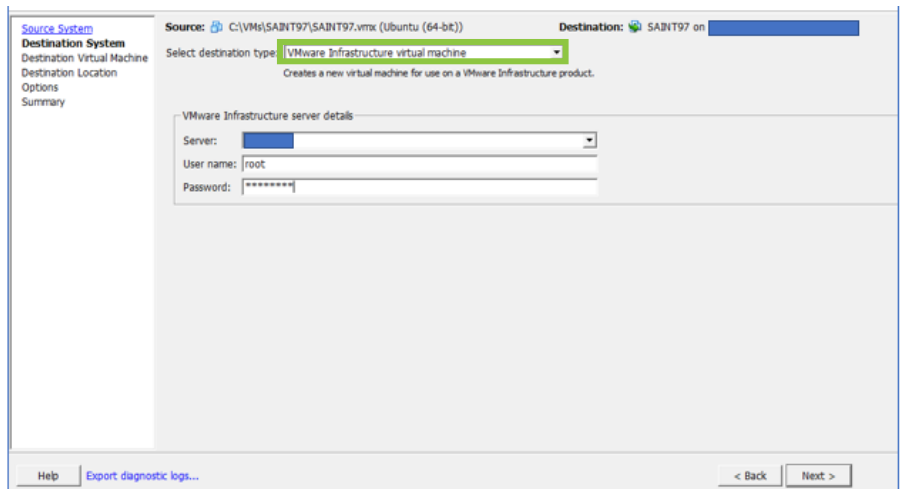 Source System
Destination System
Destination Virtual Machine
Destination Location
Options
Summary
Source: C:\VMs\SAINT97\SAINT97.vmx (Ubuntu (64-bit)) Destination: SAINT97 on
Select destination type: VMware Infrastructure virtual machine
Creates a new virtual machine for use on a VMware Infrastructure product.
VMware Infrastructure server details
Server:
User name: root
Password: ********
Help Export diagnostic logs... < Back Next >